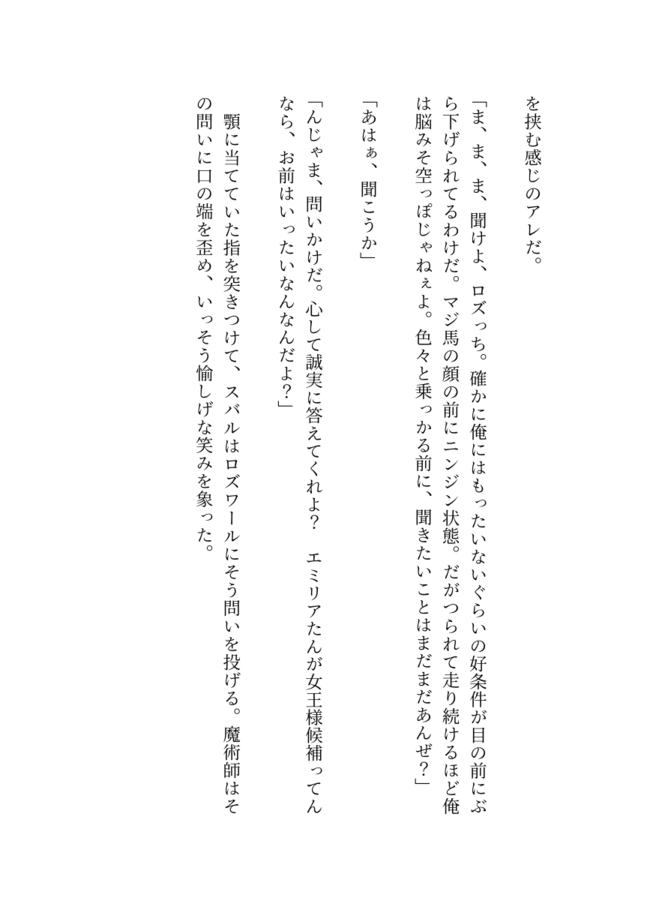 を挟む感じのアレだ。
「ま、ま、ま、聞けよ、ロズっち。確かに俺にはもったいないぐらいの好条件が目の前にぶ
ら下げられてるわけだ。マジ馬の顔の前にニンジン状態。だがつられて走り続けるほど俺
は脳みそ空っぽじゃねぇよ。色々と乗っかる前に、聞きたいことはまだまだあんぜ？」
「あはぁ、聞こうか」
「んじゃま、問いかけだ。心して誠実に答えてくれよ？　エミリアたんが女王様候補ってん
なら、お前はいったいなんなんだよ？」
　顎に当てていた指を突きつけて、スバルはロズワールにそう問いを投げる。魔術師はそ
の問いに口の端を歪め、いっそう愉しげな笑みを象った。